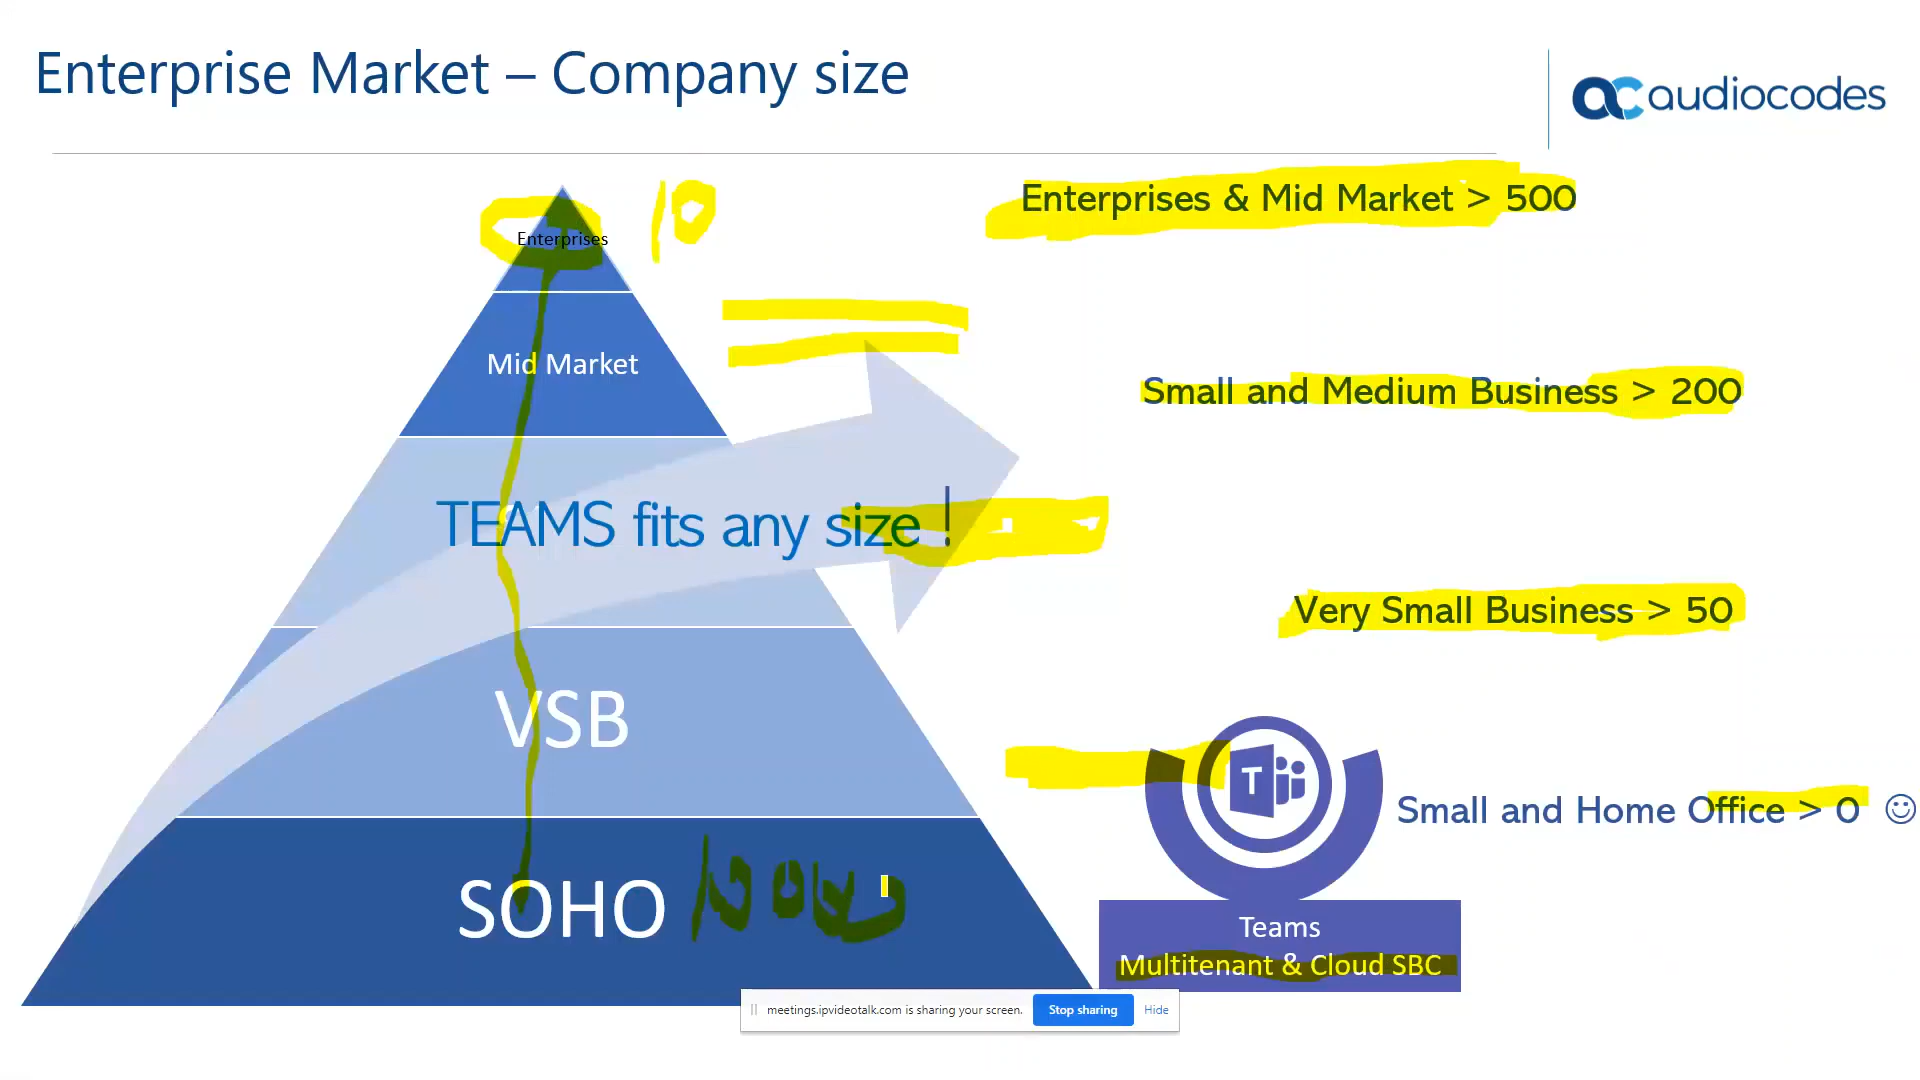 Enterprise Market – Company size
audiocodes
Enterprises
10
Enterprises & Mid Market > 500
Mid Market
Small and Medium Business > 200
TEAMS fits any size !
Very Small Business > 50
VSB
T
Small and Home Office > 0 ☺
SOHO
Teams
Multitenant & Cloud SBC
meetings.ipvideotalk.com is sharing your screen.
Stop sharing
Hide